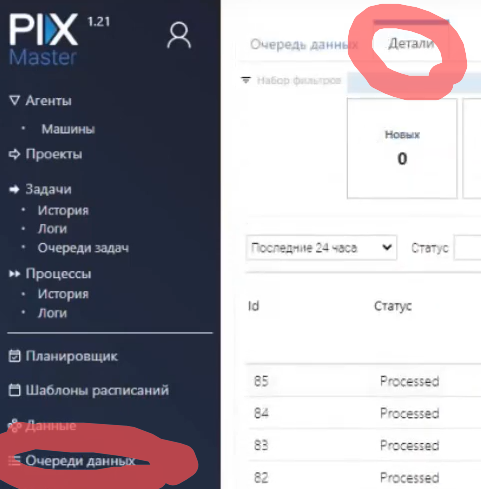 PIX 1.21
Master
Агенты
Машины
Проекты
Задачи
История
Логи
Очереди задач
Процессы
История
Логи
Планировщик
Шаблоны расписаний
Данные
Очереди данных
Очередь данных Детали
Набор фильтров
Новых
0
Последние 24 часа Статус
Id Статус
85 Processed
84 Processed
83 Processed
82 Processed